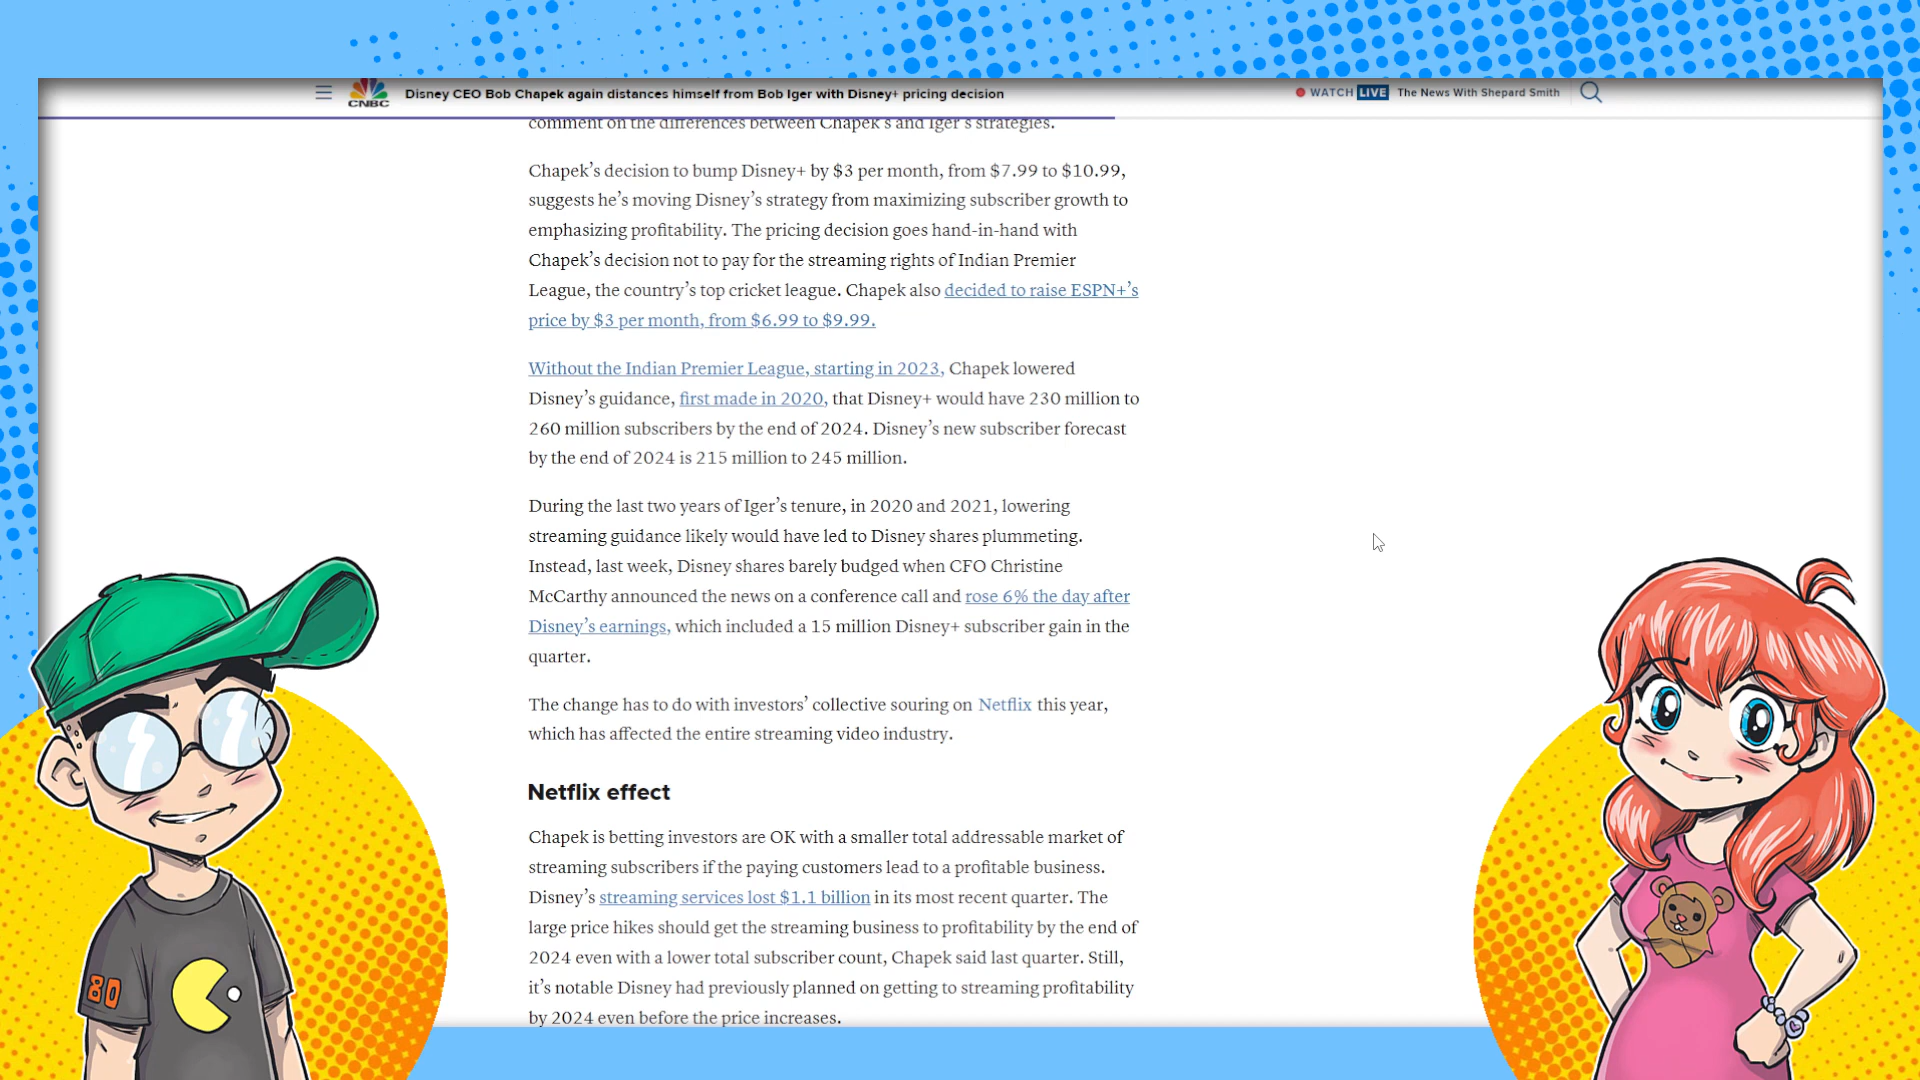 CNBC
Disney CEO Bob Chapek again distances himself from Bob Iger with Disney+ pricing decision
WATCH LIVE The News With Shepard Smith
comment on the differences between Chapek's and Iger's strategies.
Chapek's decision to bump Disney+ by $3 per month, from $7.99 to $10.99,
suggests he's moving Disney's strategy from maximizing subscriber growth to
emphasizing profitability. The pricing decision goes hand-in-hand with
Chapek's decision not to pay for the streaming rights of Indian Premier
League, the country's top cricket league. Chapek also decided to raise ESPN+'s
price by $3 per month, from $6.99 to $9.99.
Without the Indian Premier League, starting in 2023, Chapek lowered
Disney's guidance, first made in 2020, that Disney+ would have 230 million to
260 million subscribers by the end of 2024. Disney's new subscriber forecast
by the end of 2024 is 215 million to 245 million.
During the last two years of Iger's tenure, in 2020 and 2021, lowering
streaming guidance likely would have led to Disney shares plummeting.
Instead, last week, Disney shares barely budged when CFO Christine
McCarthy announced the news on a conference call and rose 6% the day after
Disney's earnings, which included a 15 million Disney+ subscriber gain in the
quarter.
The change has to do with investors' collective souring on Netflix this year,
which has affected the entire streaming video industry.
Netflix effect
Chapek is betting investors are OK with a smaller total addressable market of
streaming subscribers if the paying customers lead to a profitable business.
Disney's streaming services lost $1.1 billion in its most recent quarter. The
large price hikes should get the streaming business to profitability by the end of
2024 even with a lower total subscriber count, Chapek said last quarter. Still,
it's notable Disney had previously planned on getting to streaming profitability
by 2024 even before the price increases.
80